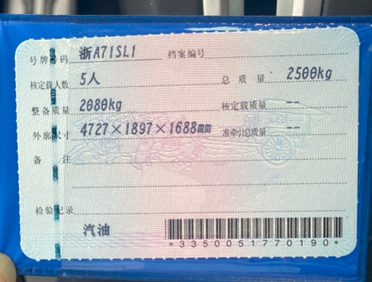 号牌号码 浙A71SL1 档案编号
核定载人数 5人 总质量 2500kg
整备质量 2080kg 核定载质量 --
外廓尺寸 4727×1897×1688mm 准牵引总质量 --
备注
检验记录
汽油
*3350051770190*